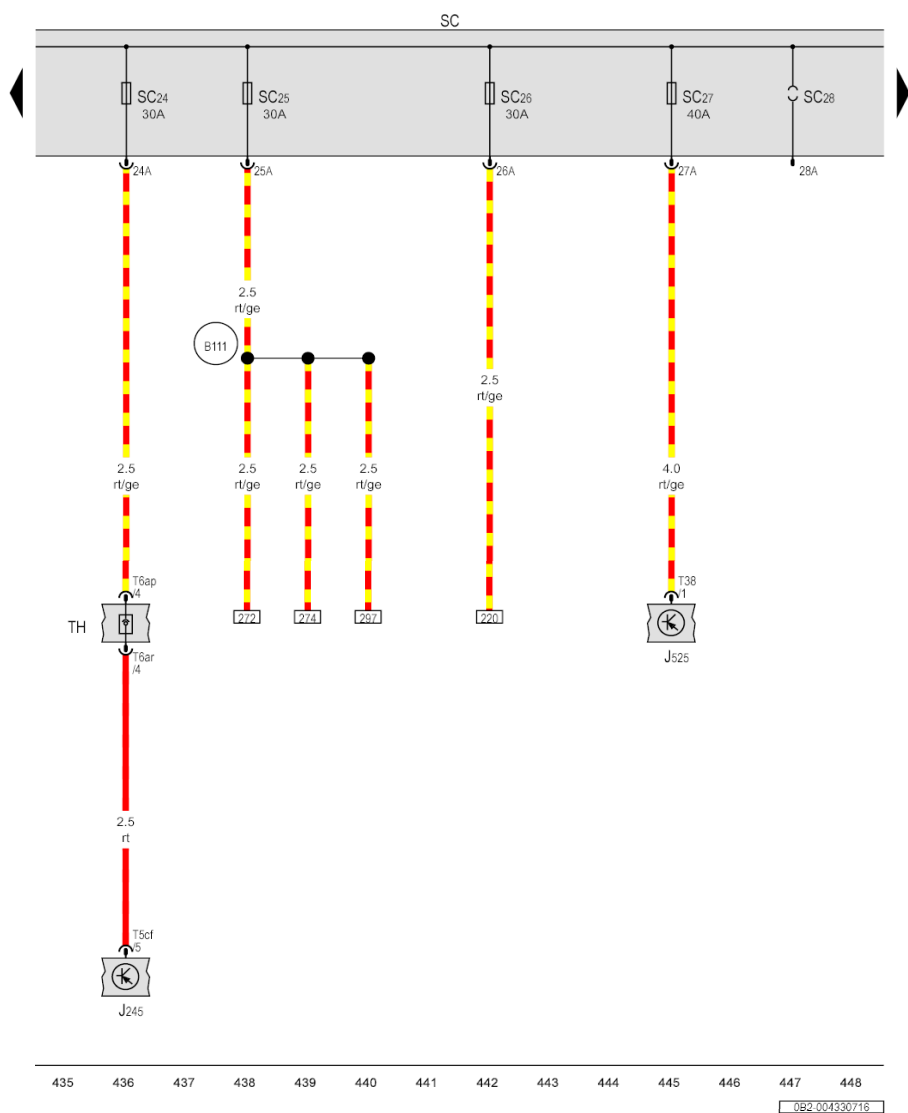 SC
SC24
30A
SC25
30A
SC26
30A
SC27
40A
SC28
24A
25A
26A
27A
28A
2.5
rt/ge
B111
2.5
rt/ge
2.5
rt/ge
2.5
rt/ge
2.5
rt/ge
2.5
rt/ge
4.0
rt/ge
T6ap
/4
T38
/1
TH
272
274
297
220
J525
T6ar
/4
2.5
rt
T5cf
/5
J245
435 436 437 438 439 440 441 442 443 444 445 446 447 448
0B2-004330716